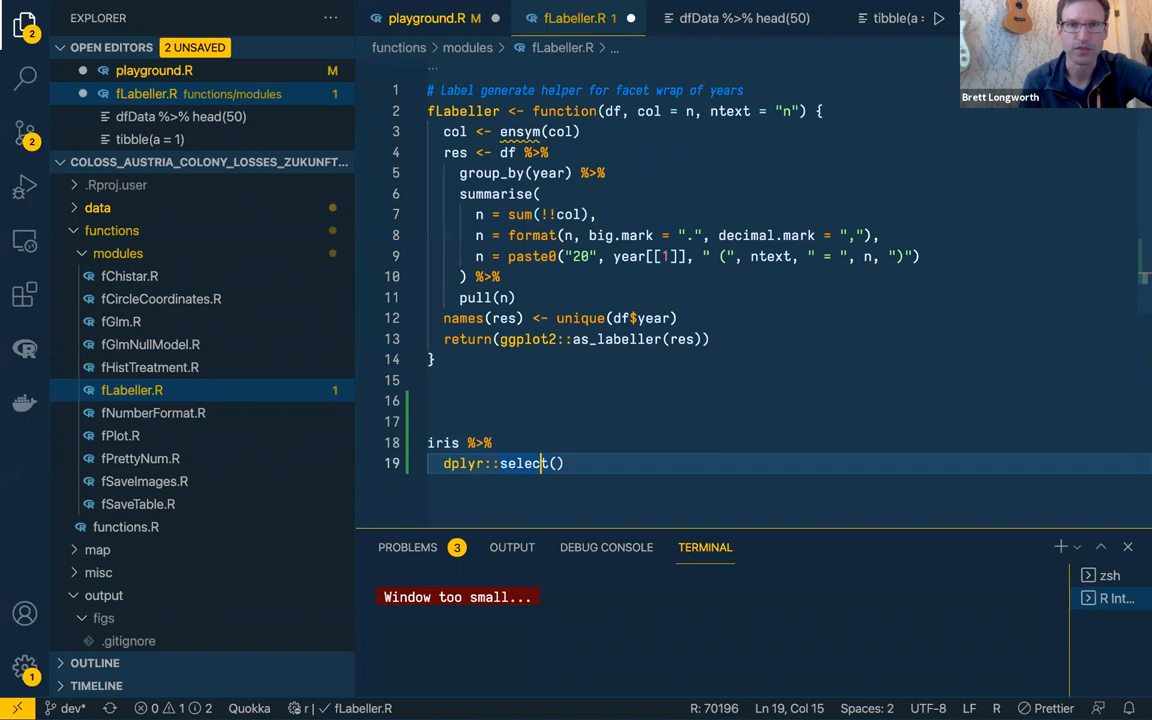 EXPLORER
OPEN EDITORS 2 UNSAVED
playground.R M
fLabeller.R functions/modules 1
dfData %>% head(50)
tibble(a = 1)
COLOSS_AUSTRIA_COLONY_LOSSES_ZUKUNFT...
.Rproj.user
data
functions
modules
fChistar.R
fCircleCoordinates.R
fGlm.R
fGlmNullModel.R
fHistTreatment.R
fLabeller.R 1
fNumberFormat.R
fPlot.R
fPrettyNum.R
fSaveImages.R
fSaveTable.R
functions.R
map
misc
output
figs
.gitignore
OUTLINE
TIMELINE
2
2
1
playground.R M
fLabeller.R 1
dfData %>% head(50)
tibble(a =
functions > modules > fLabeller.R > ...
...
1 # Label generate helper for facet wrap of years
2 fLabeller <- function(df, col = n, ntext = "n") {
3 col <- ensym(col)
4 res <- df %>%
5 group_by(year) %>%
6 summarise(
7 n = sum(!!col),
8 n = format(n, big.mark = ".", decimal.mark = ","),
9 n = paste0("20", year[[1]], " (", ntext, " = ", n, ")")
10 ) %>%
11 pull(n)
12 names(res) <- unique(df$year)
13 return(ggplot2::as_labeller(res))
14 }
15
16
17
18 iris %>%
19 dplyr::select()
Brett Longworth
PROBLEMS 3 OUTPUT DEBUG CONSOLE TERMINAL
Window too small...
zsh
R Int...
dev* 0 1 2 Quokka r | ✓ fLabeller.R R: 70196 Ln 19, Col 15 Spaces: 2 UTF-8 LF R Prettier